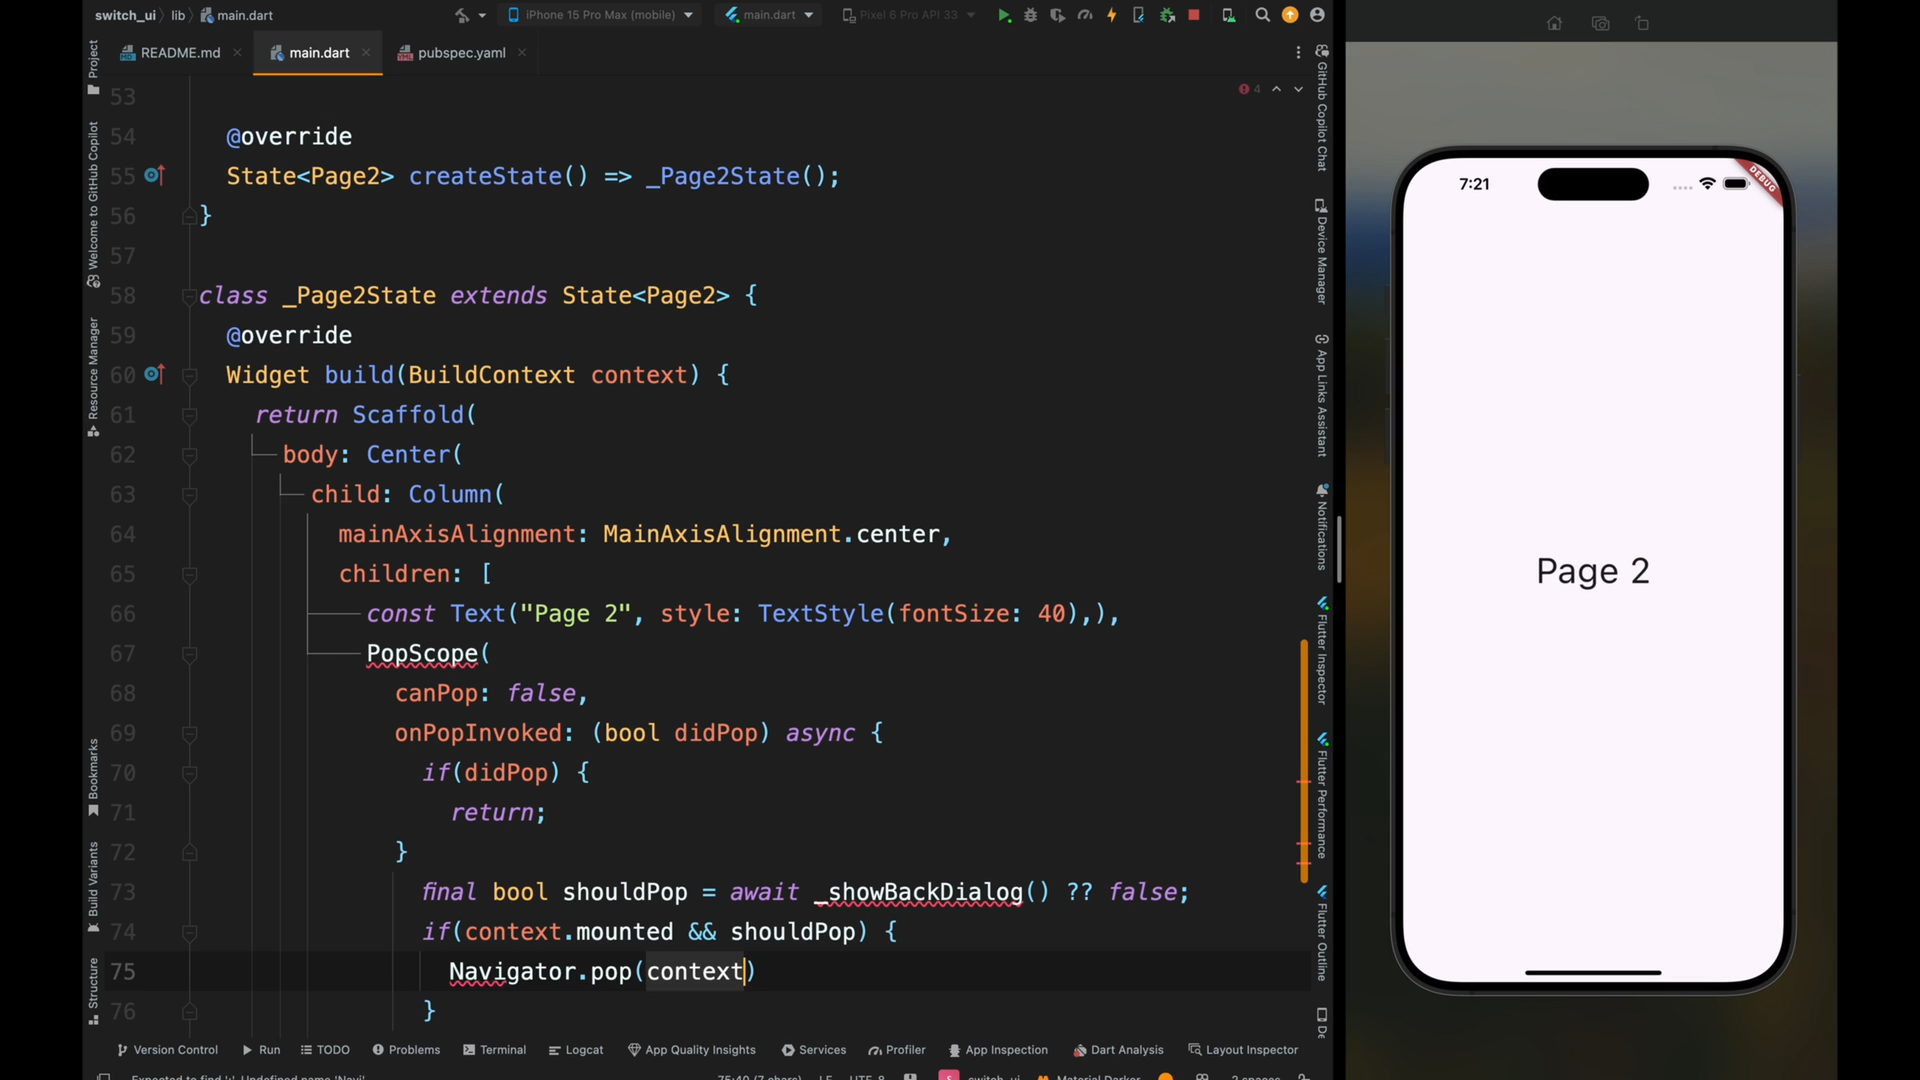 switch_ui
lib
main.dart
iPhone 15 Pro Max (mobile)
main.dart
Pixel 6 Pro API 33
README.md
main.dart
pubspec.yaml
4
Project
Welcome to GitHub Copilot
Resource Manager
Bookmarks
Build Variants
Structure
53
54 @override
55 State<Page2> createState() => _Page2State();
56 }
57
58 class _Page2State extends State<Page2> {
59 @override
60 Widget build(BuildContext context) {
61 return Scaffold(
62 body: Center(
63 child: Column(
64 mainAxisAlignment: MainAxisAlignment.center,
65 children: [
66 const Text("Page 2", style: TextStyle(fontSize: 40),),
67 PopScope(
68 canPop: false,
69 onPopInvoked: (bool didPop) async {
70 if(didPop) {
71 return;
72 }
73 final bool shouldPop = await _showBackDialog() ?? false;
74 if(context.mounted && shouldPop) {
75 Navigator.pop(context)
76 }
GitHub Copilot Chat
Device Manager
App Links Assistant
Notifications
Flutter Inspector
Flutter Performance
Flutter Outline
7:21
DEBUG
Page 2
Version Control
Run
TODO
Problems
Terminal
Logcat
App Quality Insights
Services
Profiler
App Inspection
Dart Analysis
Layout Inspector